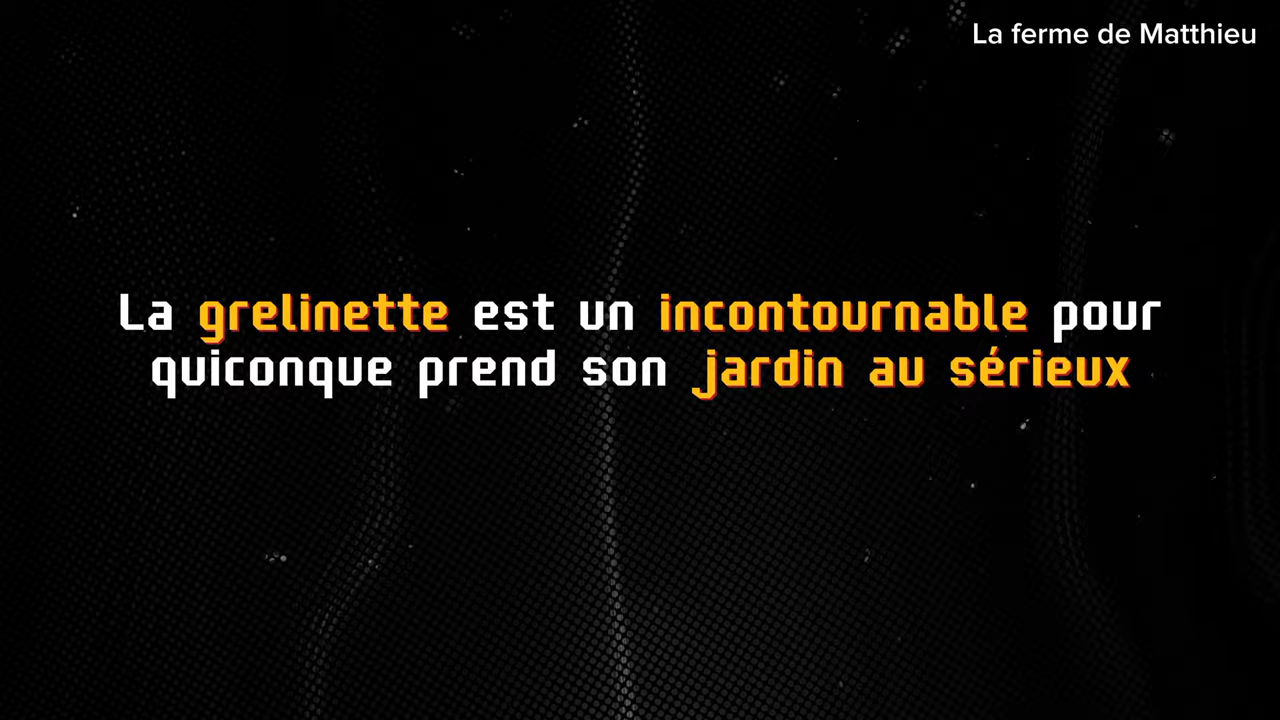 La ferme de Matthieu
La grelinette est un incontournable pour
quiconque prend son jardin au sérieux